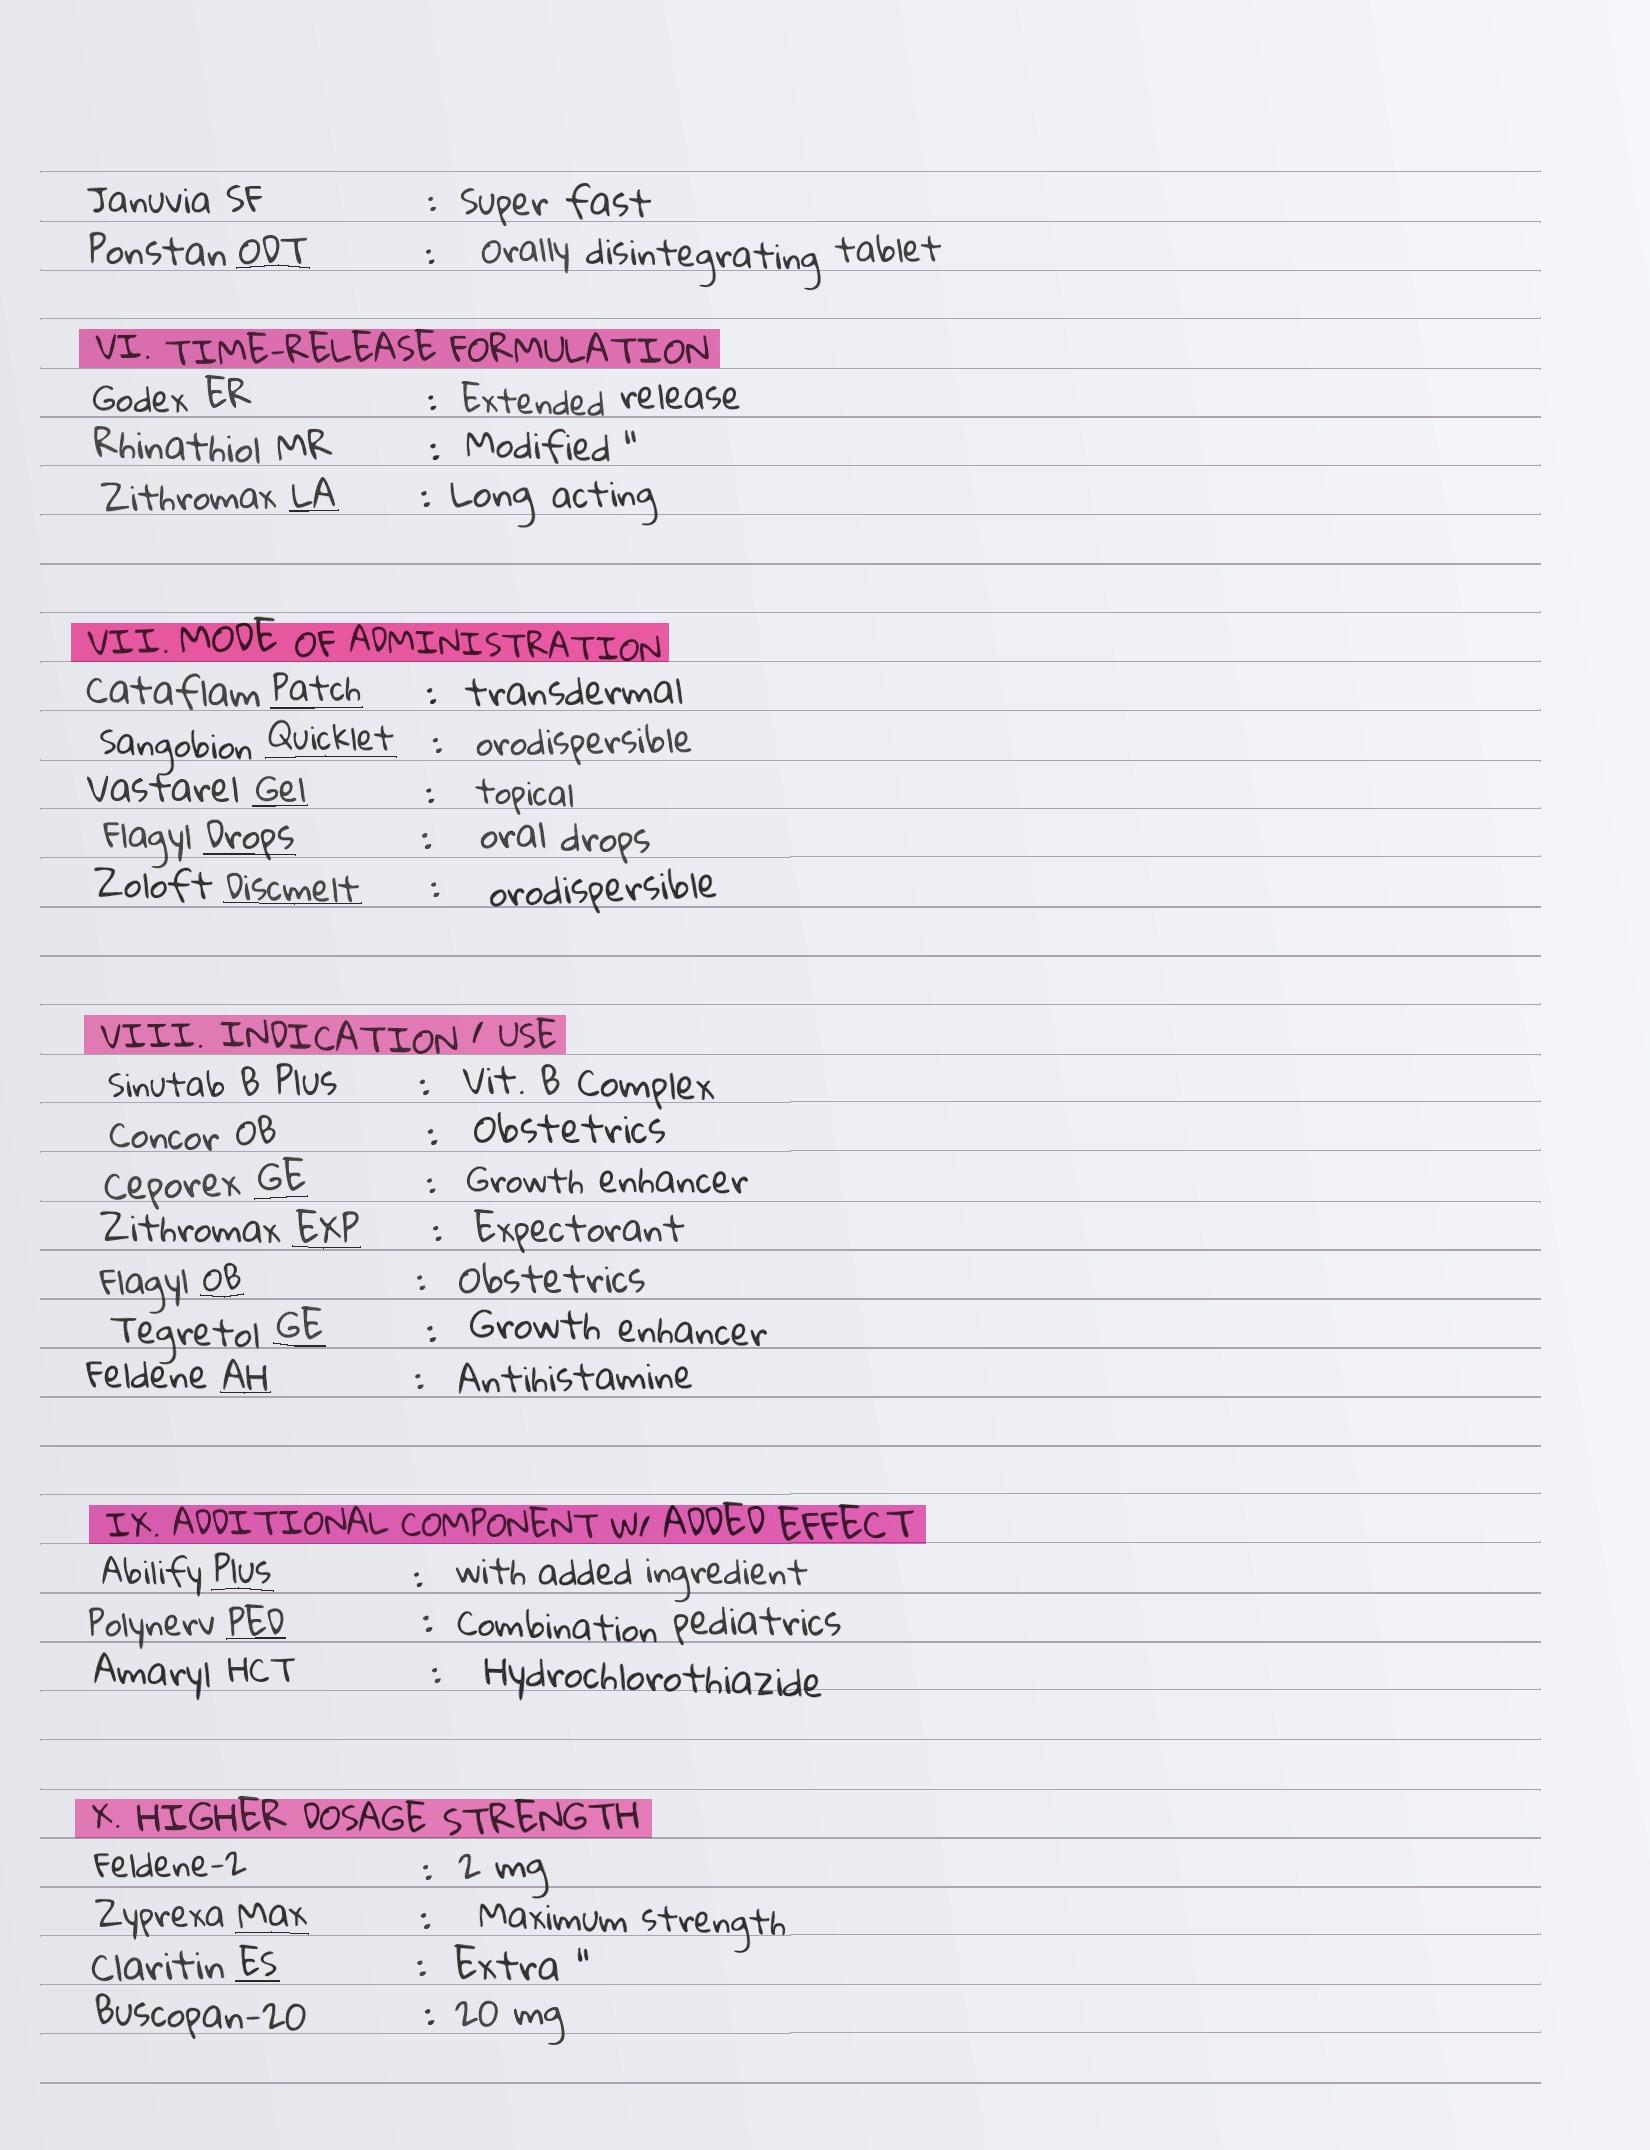 Januvia SF : Super fast
Ponstan ODT : Orally disintegrating tablet
VI. TIME-RELEASE FORMULATION
Godex ER : Extended release
Rhinathiol MR : Modified "
Zithromax LA : Long acting
VII. MODE OF ADMINISTRATION
Cataflam Patch : transdermal
Sangobion Quicklet : orodispersible
Vastarel Gel : topical
Flagyl Drops : oral drops
Zoloft Discmelt : orodispersible
VIII. INDICATION / USE
Sinutab B Plus : Vit. B Complex
Concor OB : Obstetrics
Ceporex GE : Growth enhancer
Zithromax EXP : Expectorant
Flagyl OB : Obstetrics
Tegretol GE : Growth enhancer
Feldene AH : Antihistamine
IX. ADDITIONAL COMPONENT W/ ADDED EFFECT
Abilify Plus : with added ingredient
Polynerv PED : Combination pediatrics
Amaryl HCT : Hydrochlorothiazide
X. HIGHER DOSAGE STRENGTH
Feldene-2 : 2 mg
Zyprexa Max : Maximum strength
Claritin ES : Extra "
Buscopan-20 : 20 mg